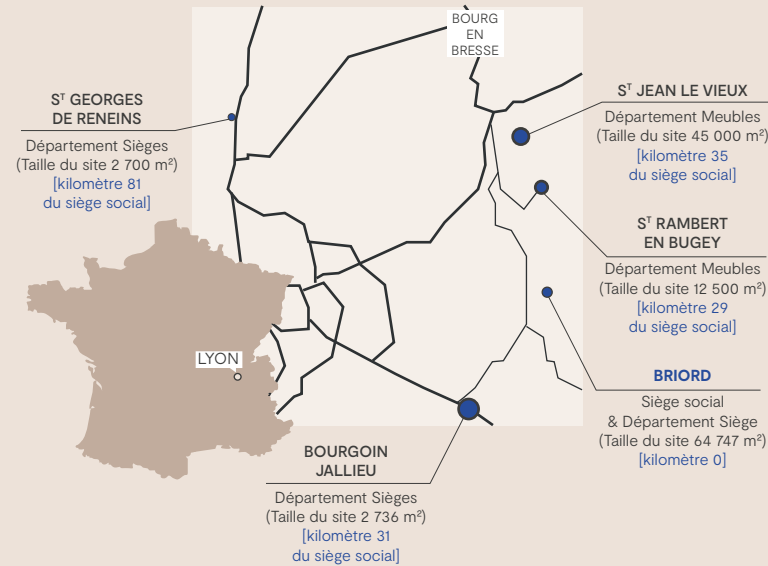 BOURG
EN
BRESSE
Sᵀ GEORGES
DE RENEINS
Département Sièges
(Taille du site 2 700 m²)
[kilomètre 81
du siège social]
Sᵀ JEAN LE VIEUX
Département Meubles
(Taille du site 45 000 m²)
[kilomètre 35
du siège social]
Sᵀ RAMBERT
EN BUGEY
Département Meubles
(Taille du site 12 500 m²)
[kilomètre 29
du siège social]
LYON
BRIORD
Siège social
& Département Siège
(Taille du site 64 747 m²)
[kilomètre 0]
BOURGOIN
JALLIEU
Département Sièges
(Taille du site 2 736 m²)
[kilomètre 31
du siège social]